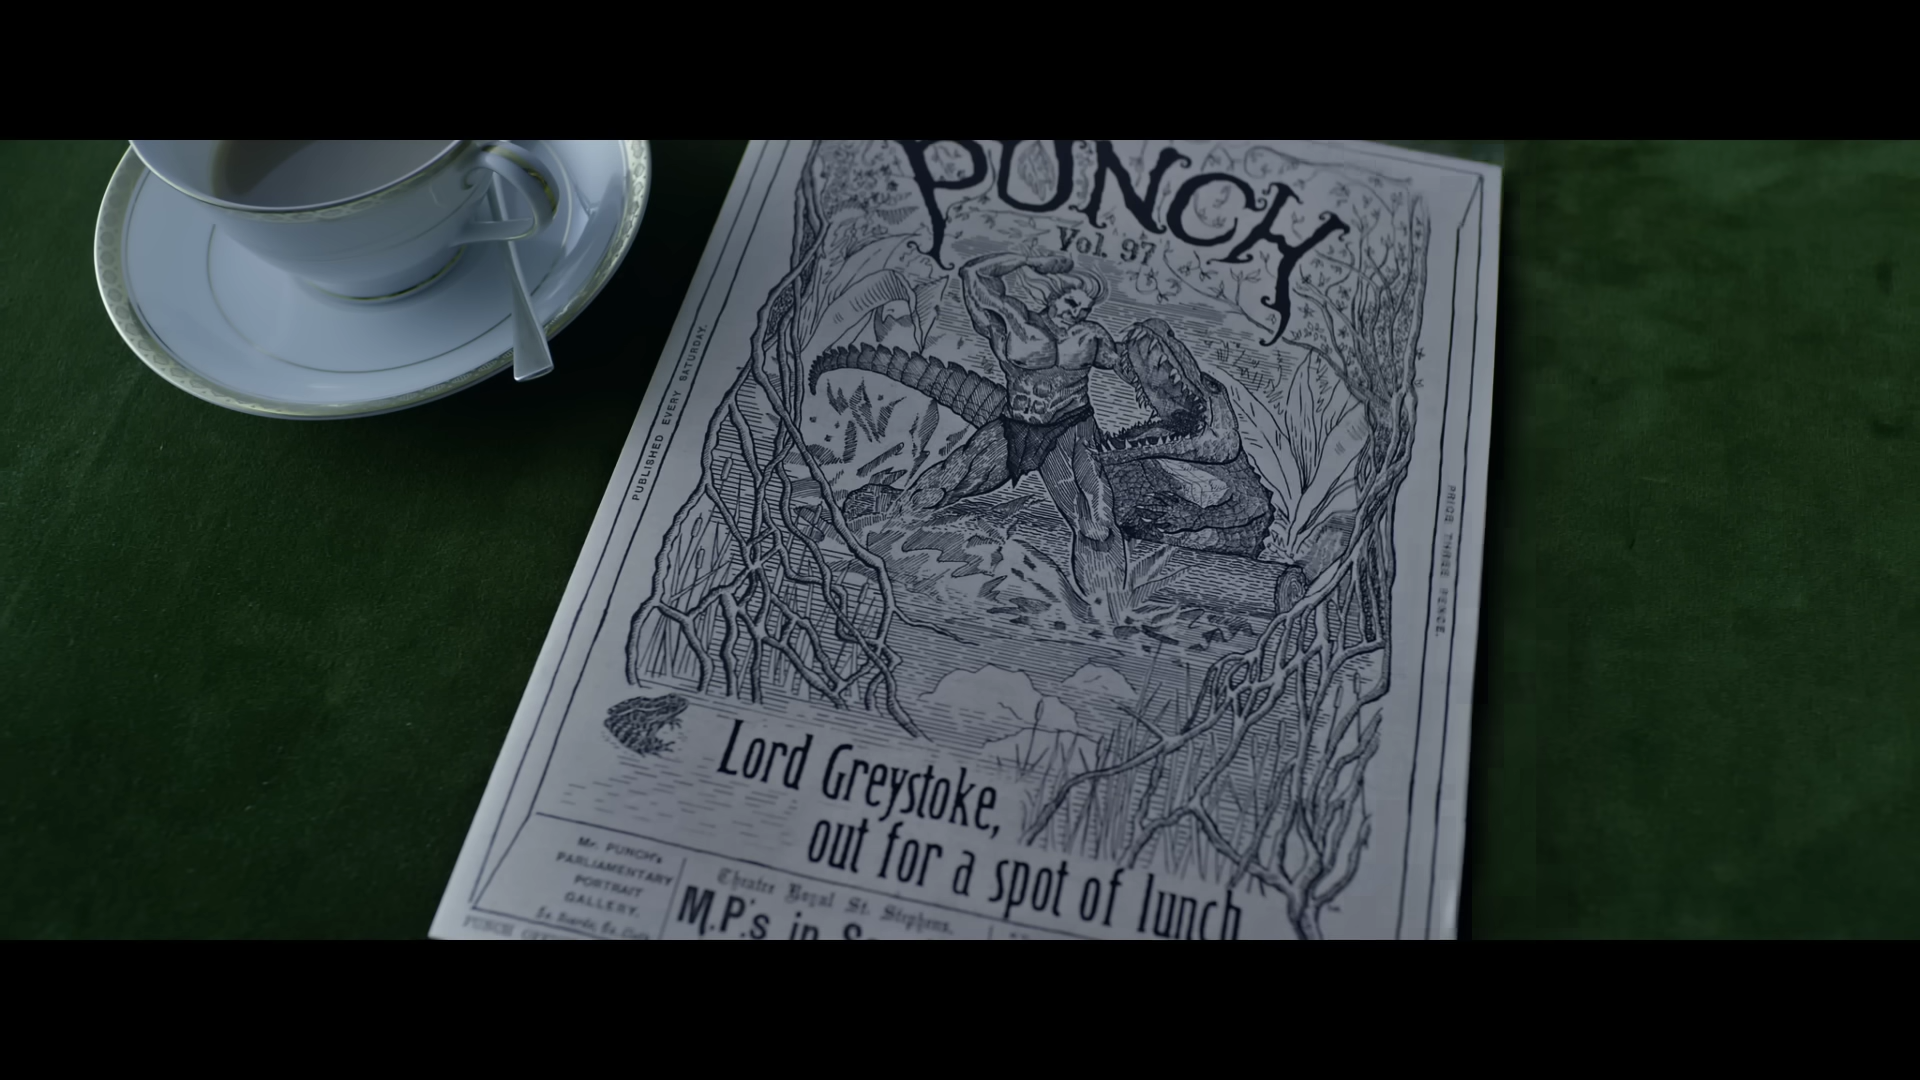 PUNCH
Vol. 97
PUBLISHED EVERY SATURDAY.
PRICE THREE PENCE.
Lord Greystoke,
out for a spot of lunch
Mr. PUNCH's
PARLIAMENTARY
PORTRAIT
GALLERY.
Theatre Royal St. Stephens.
M.P.'s in
PUNCH